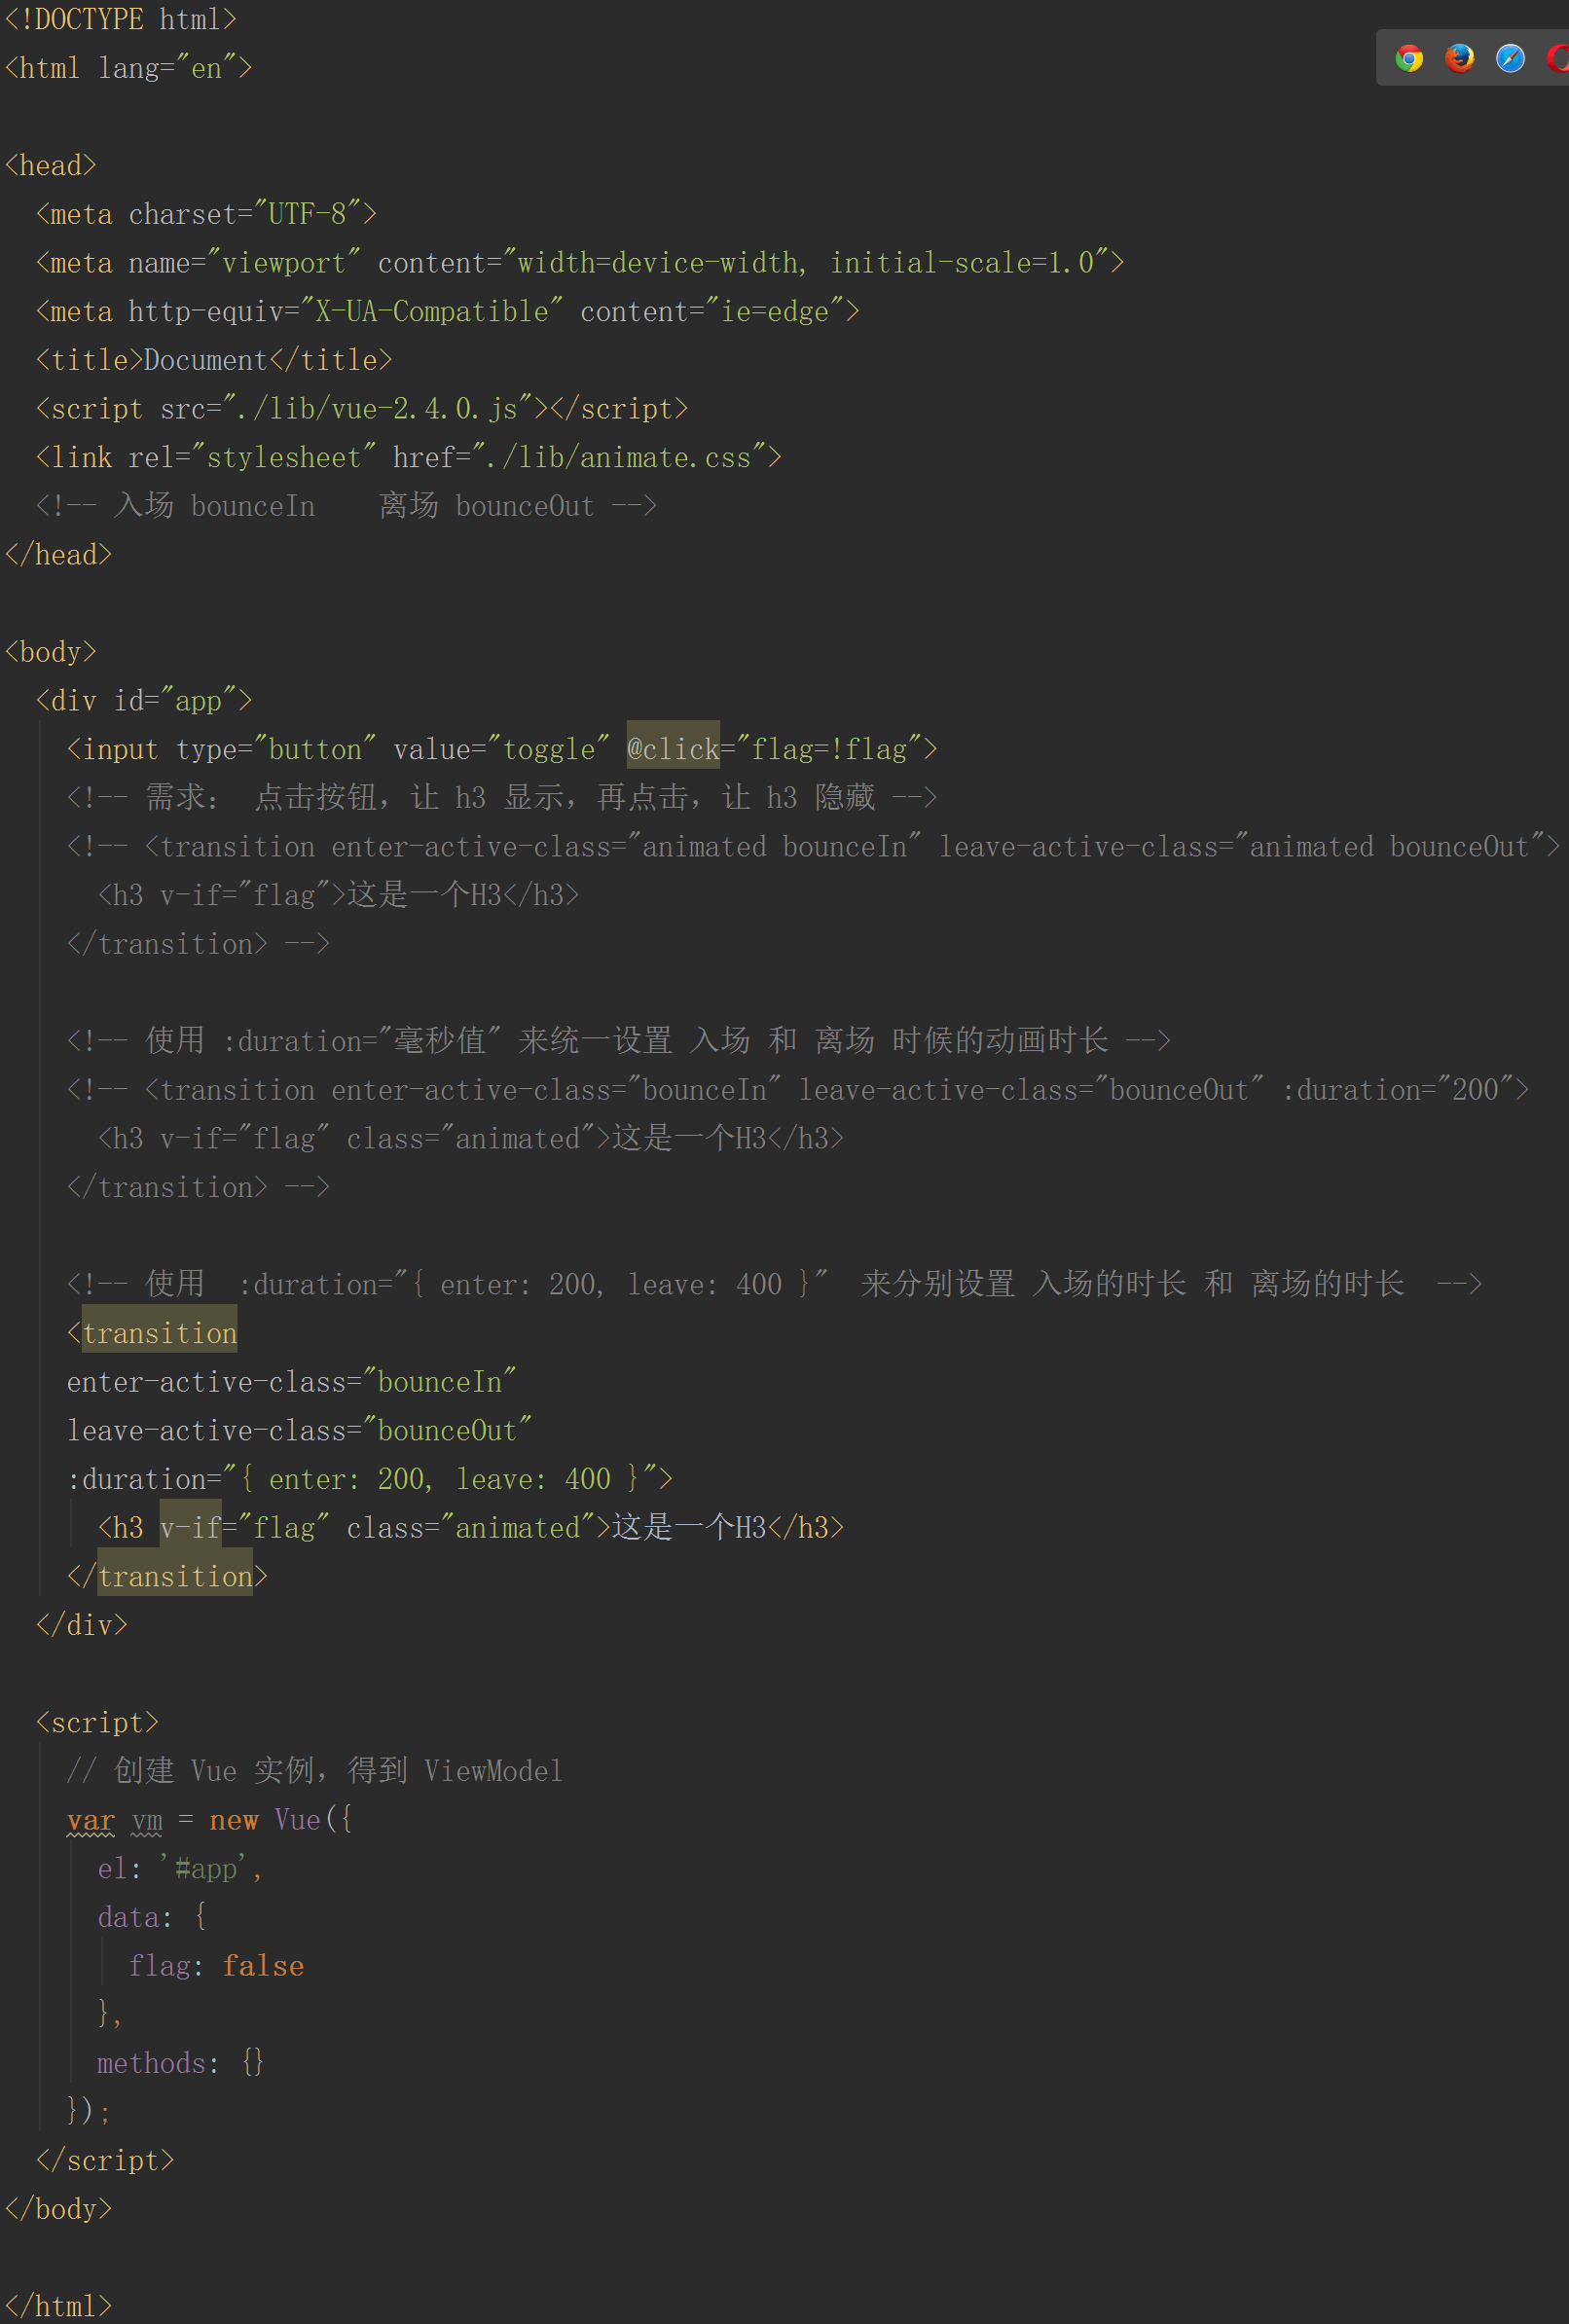 <!DOCTYPE html>
<html lang="en">
<head>
<meta charset="UTF-8">
<meta name="viewport" content="width=device-width, initial-scale=1.0">
<meta http-equiv="X-UA-Compatible" content="ie=edge">
<title>Document</title>
<script src="./lib/vue-2.4.0.js"></script>
<link rel="stylesheet" href="./lib/animate.css">
<!-- 入场 bounceIn    离场 bounceOut -->
</head>
<body>
<div id="app">
<input type="button" value="toggle" @click="flag=!flag">
<!-- 需求： 点击按钮，让 h3 显示，再点击，让 h3 隐藏 -->
<!-- <transition enter-active-class="animated bounceIn" leave-active-class="animated bounceOut">
<h3 v-if="flag">这是一个H3</h3>
</transition> -->
<!-- 使用 :duration="毫秒值" 来统一设置 入场 和 离场 时候的动画时长 -->
<!-- <transition enter-active-class="bounceIn" leave-active-class="bounceOut" :duration="200">
<h3 v-if="flag" class="animated">这是一个H3</h3>
</transition> -->
<!-- 使用  :duration="{ enter: 200, leave: 400 }"  来分别设置 入场的时长 和 离场的时长  -->
<transition
enter-active-class="bounceIn"
leave-active-class="bounceOut"
:duration="{ enter: 200, leave: 400 }">
<h3 v-if="flag" class="animated">这是一个H3</h3>
</transition>
</div>
<script>
// 创建 Vue 实例，得到 ViewModel
var vm = new Vue({
el: '#app',
data: {
flag: false
},
methods: {}
});
</script>
</body>
</html>